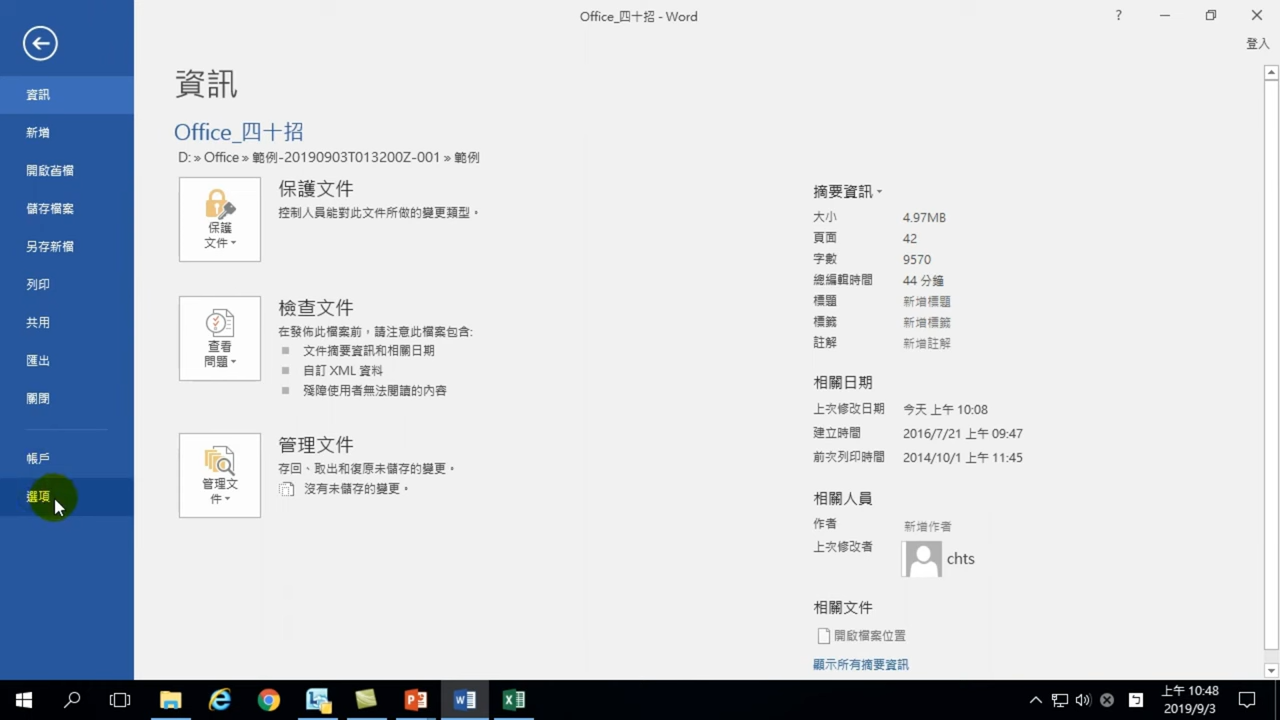 Office_四十招 - Word
?
登入
資訊
新增
開啟舊檔
儲存檔案
另存新檔
列印
共用
匯出
關閉
帳戶
選項
資訊
Office_四十招
D: » Office » 範例-20190903T013200Z-001 » 範例
保護
文件
保護文件
控制人員能對此文件所做的變更類型。
查看
問題
檢查文件
在發佈此檔案前，請注意此檔案包含:
文件摘要資訊和相關日期
自訂 XML 資料
殘障使用者無法閱讀的內容
管理文
件
管理文件
存回、取出和復原未儲存的變更。
沒有未儲存的變更。
摘要資訊
大小 4.97MB
頁面 42
字數 9570
總編輯時間 44 分鐘
標題 新增標題
標籤 新增標籤
註解 新增註解
相關日期
上次修改日期 今天 上午 10:08
建立時間 2016/7/21 上午 09:47
前次列印時間 2014/10/1 上午 11:45
相關人員
作者 新增作者
上次修改者 chts
相關文件
開啟檔案位置
顯示所有摘要資訊
上午 10:48
2019/9/3